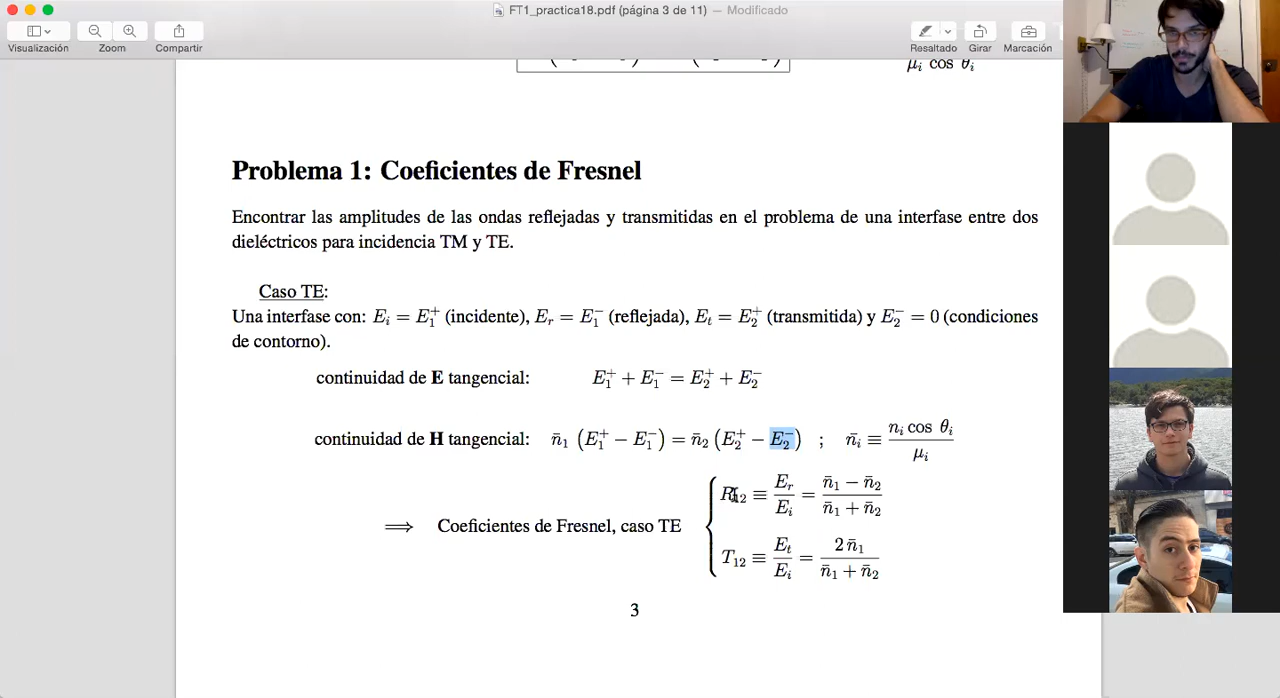 FT1_practica18.pdf (página 3 de 11) — Modificado
Visualización Zoom Compartir Resaltado Girar Marcación
μ_i cos θ_i
Problema 1: Coeficientes de Fresnel
Encontrar las amplitudes de las ondas reflejadas y transmitidas en el problema de una interfase entre dos
dieléctricos para incidencia TM y TE.
Caso TE:
Una interfase con: E_i = E_1^+ (incidente), E_r = E_1^- (reflejada), E_t = E_2^+ (transmitida) y E_2^- = 0 (condiciones
de contorno).
continuidad de E tangencial: E_1^+ + E_1^- = E_2^+ + E_2^-
continuidad de H tangencial: n̄_1 (E_1^+ − E_1^-) = n̄_2 (E_2^+ − E_2^-) ; n̄_i ≡ n_i cos θ_i / μ_i
R_12 ≡ E_r / E_i = (n̄_1 − n̄_2) / (n̄_1 + n̄_2)
⟹ Coeficientes de Fresnel, caso TE
T_12 ≡ E_t / E_i = 2 n̄_1 / (n̄_1 + n̄_2)
3